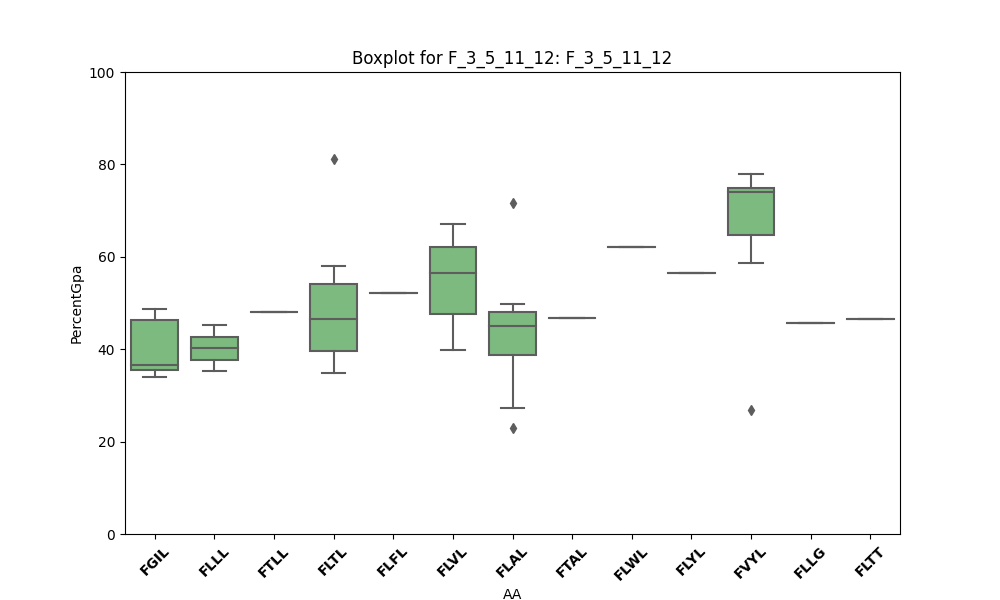 Boxplot for F_3_5_11_12: F_3_5_11_12
100
80
60
40
20
0
PercentGpa
FGIL
FLLL
FTLL
FLTL
FLFL
FLVL
FLAL
FTAL
FLWL
FLYL
FVYL
FLLG
FLTT
AA